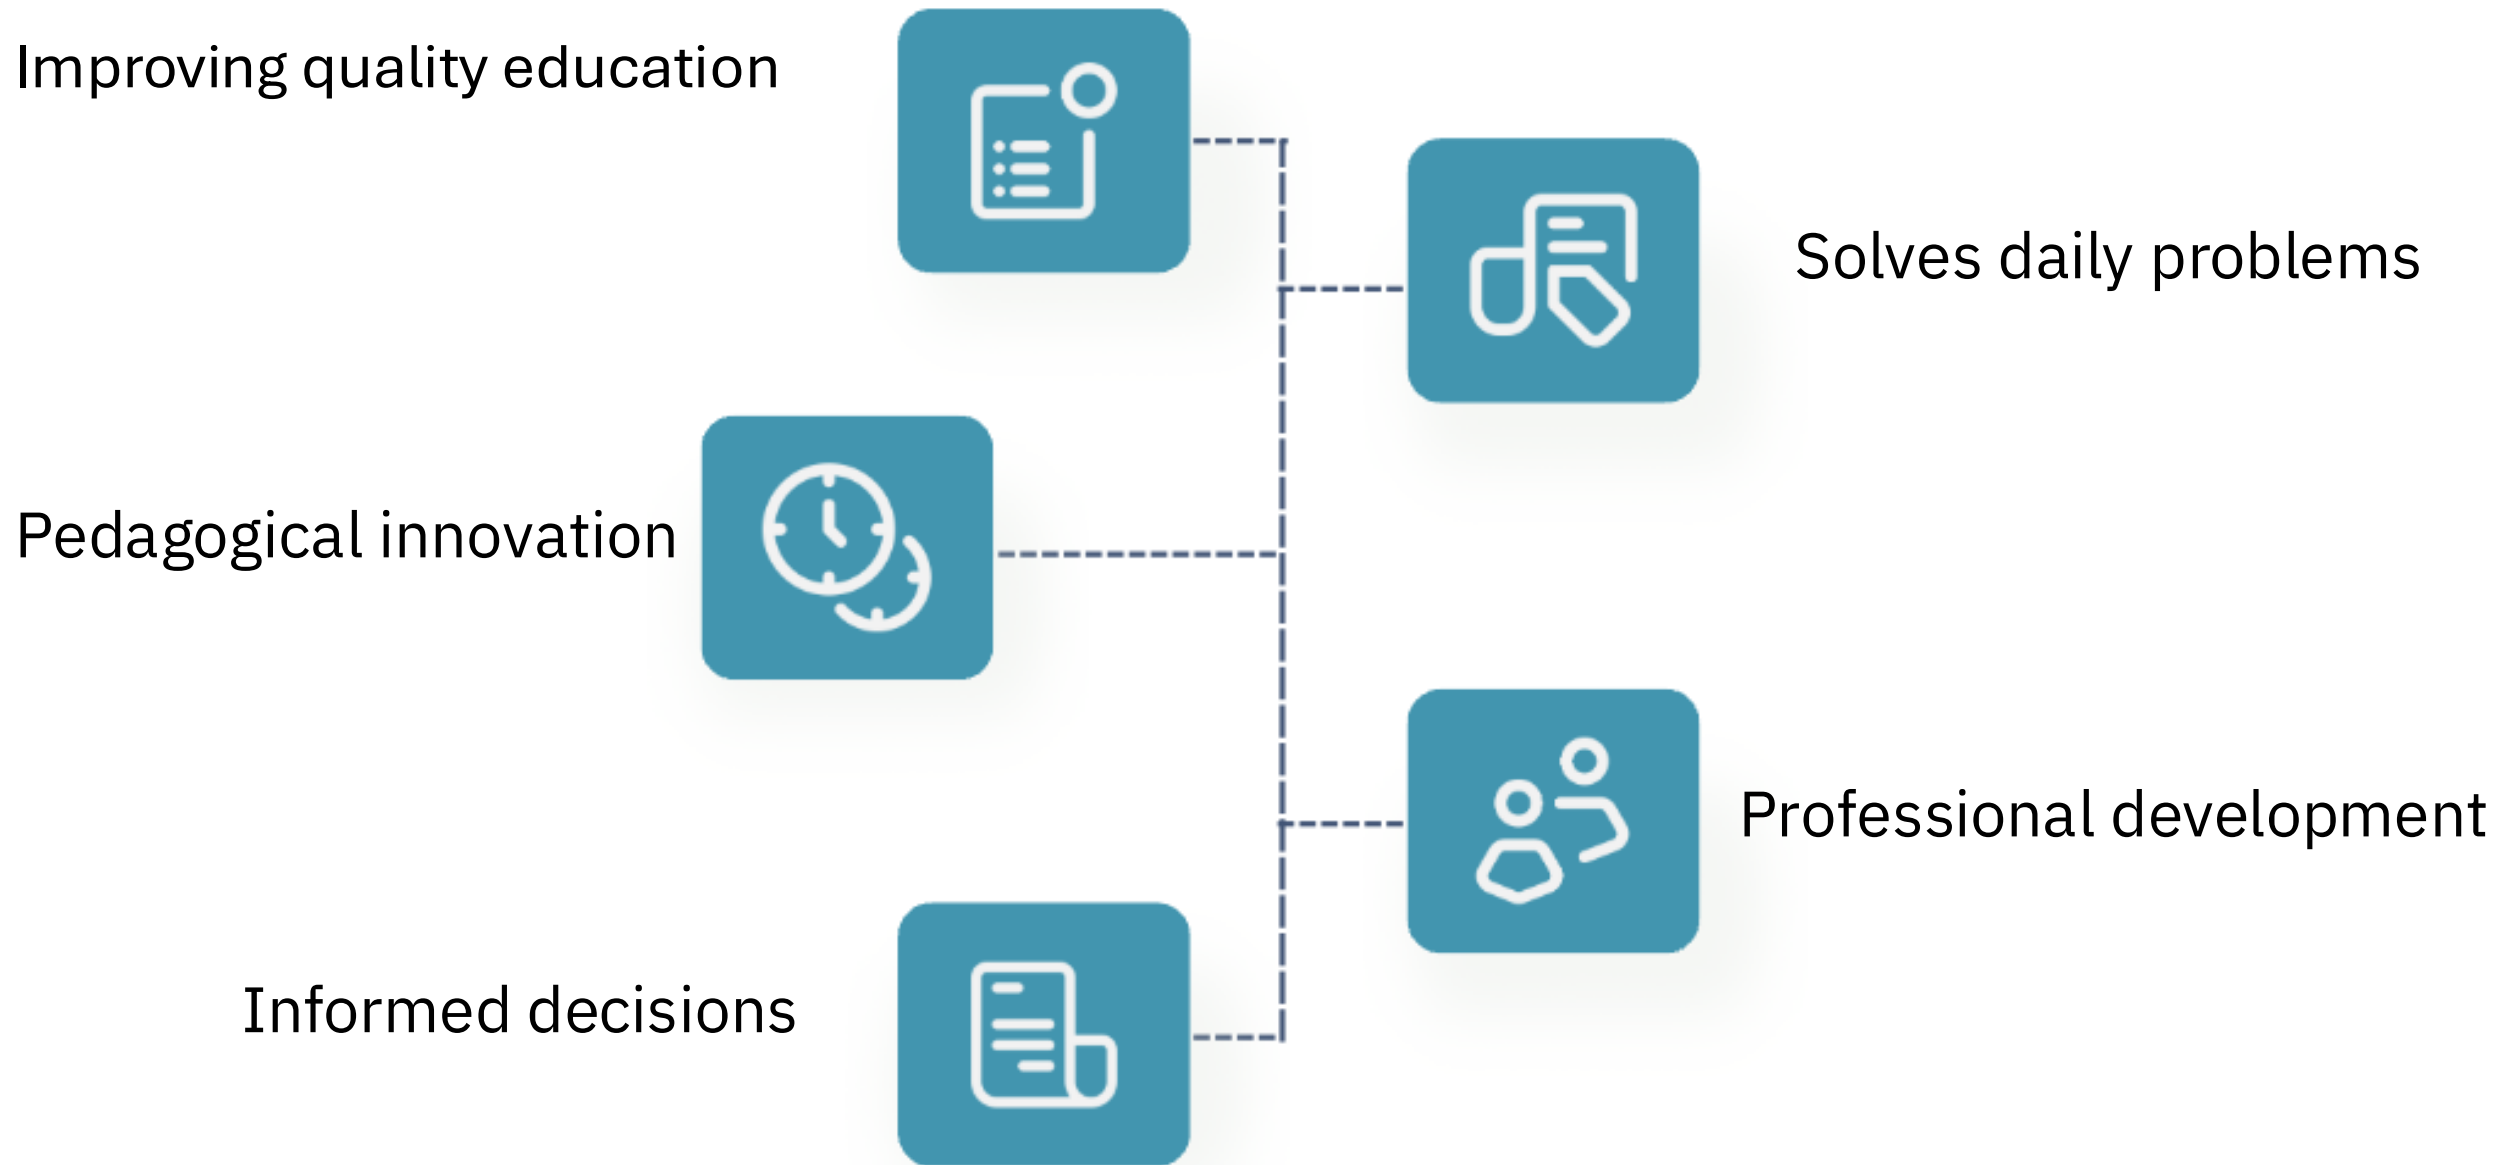 Improving quality education
Solves daily problems
Pedagogical innovation
Professional development
Informed decisions